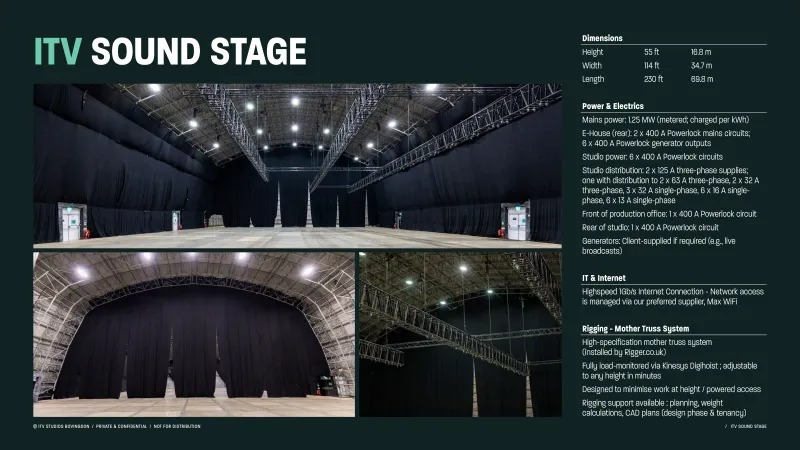 ITV SOUND STAGE
Dimensions
Height 55 ft 16.8 m
Width 114 ft 34.7 m
Length 230 ft 69.8 m
Power & Electrics
Mains power: 1.25 MW (metered; charged per kWh)
E-House (rear): 2 x 400 A Powerlock mains circuits;
6 x 400 A Powerlock generator outputs
Studio power: 6 x 400 A Powerlock circuits
Studio distribution: 2 x 125 A three-phase supplies;
one with distribution to 2 x 63 A three-phase, 2 x 32 A
three-phase, 3 x 32 A single-phase, 6 x 16 A single-
phase, 6 x 13 A single-phase
Front of production office: 1 x 400 A Powerlock circuit
Rear of studio: 1 x 400 A Powerlock circuit
Generators: Client-supplied if required (e.g., live
broadcasts)
IT & Internet
Highspeed 1Gb/s Internet Connection - Network access
is managed via our preferred supplier, Max WiFi
Rigging - Mother Truss System
High-specification mother truss system
(installed by Rigger.co.uk)
Fully load-monitored via Kinesys Digihoist ; adjustable
to any height in minutes
Designed to minimise work at height / powered access
Rigging support available : planning, weight
calculations, CAD plans (design phase & tenancy)
© ITV STUDIOS BOVINGDON / PRIVATE & CONFIDENTIAL / NOT FOR DISTRIBUTION
/ ITV SOUND STAGE